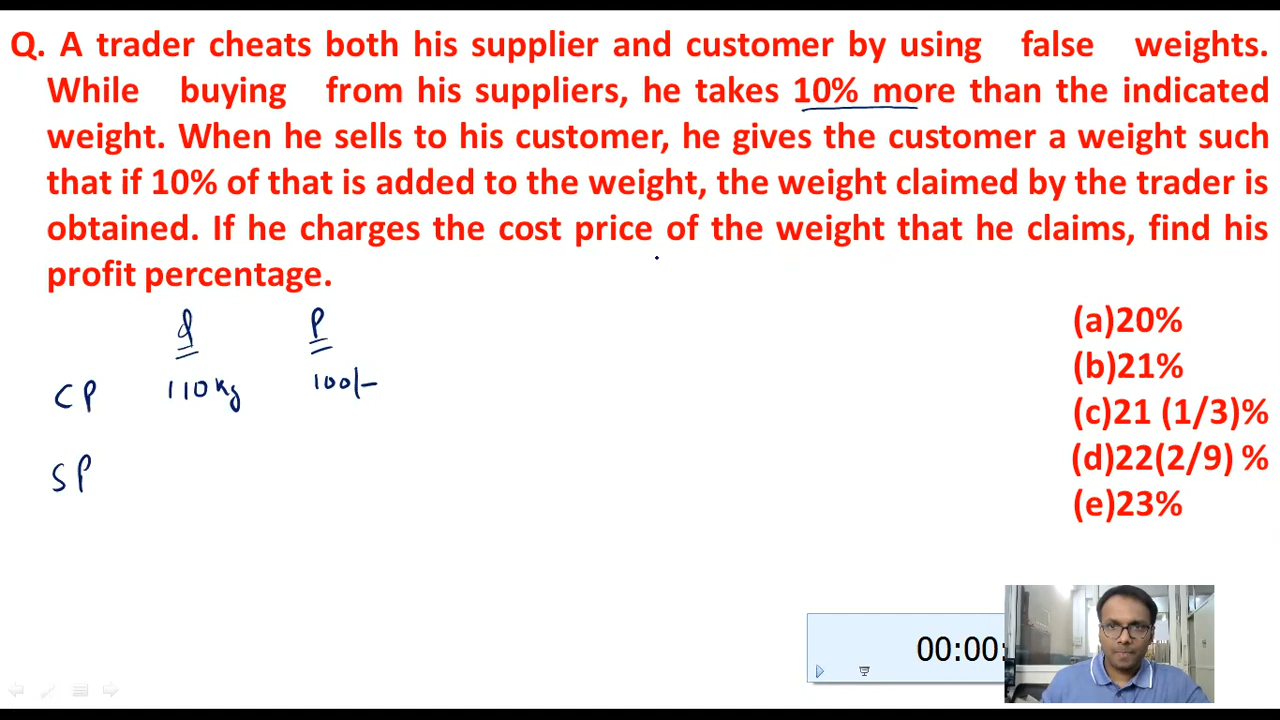 Q. A trader cheats both his supplier and customer by using false weights.
While buying from his suppliers, he takes 10% more than the indicated
weight. When he sells to his customer, he gives the customer a weight such
that if 10% of that is added to the weight, the weight claimed by the trader is
obtained. If he charges the cost price of the weight that he claims, find his
profit percentage.
Q P
CP 110 kg 100/-
SP
(a)20%
(b)21%
(c)21 (1/3)%
(d)22(2/9) %
(e)23%
00:00: